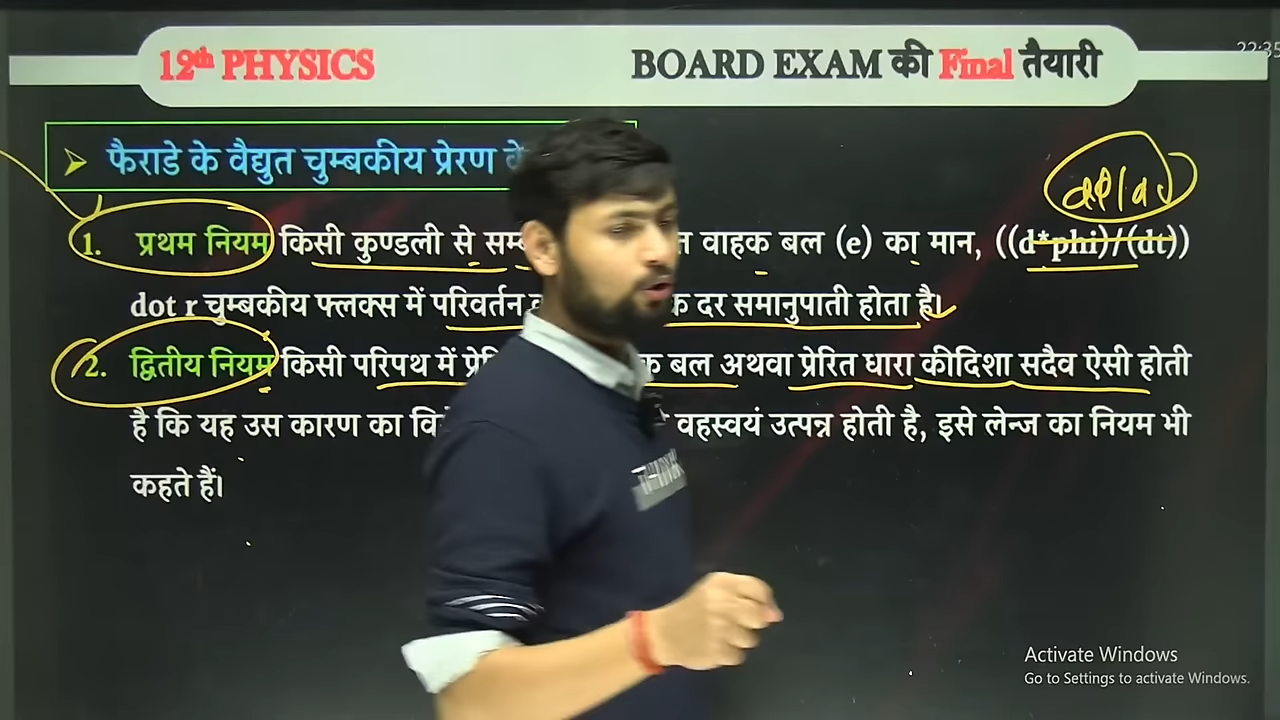 12th PHYSICS BOARD EXAM की Final तैयारी
22:35
➢ फैराडे के वैद्युत चुम्बकीय प्रेरण
dφ/dt
1. प्रथम नियम किसी कुण्डली से वाहक बल (e) का मान, ((d*phi)/(dt))
dot r चुम्बकीय फ्लक्स में परिवर्तन दर समानुपाती होता है।
2. द्वितीय नियम किसी परिपथ में बल अथवा प्रेरित धारा कीदिशा सदैव ऐसी होती
है कि यह उस कारण का वहस्वयं उत्पन्न होती है, इसे लेन्ज का नियम भी
कहते हैं।
Activate Windows
Go to Settings to activate Windows.